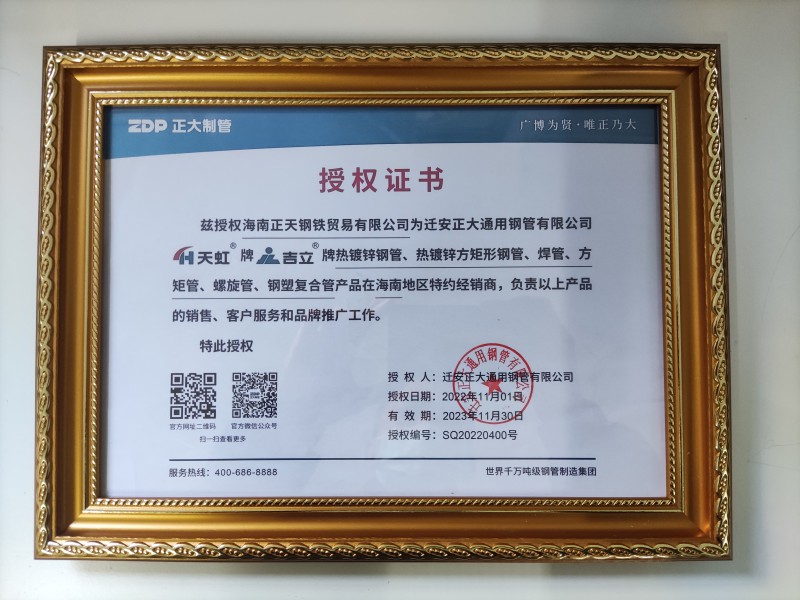 ZDP 正大制管
广博为贤·唯正乃大
授权证书
兹授权海南正天钢铁贸易有限公司为迁安正大通用钢管有限公司
天虹® 牌 吉立® 牌热镀锌钢管、热镀锌方矩形钢管、焊管、方
矩管、螺旋管、钢塑复合管产品在海南地区特约经销商，负责以上产品
的销售、客户服务和品牌推广工作。
特此授权
授 权 人：迁安正大通用钢管有限公司
授权日期：2022年11月01日
有 效 期：2023年11月30日
授权编号：SQ20220400号
官方网址二维码
官方微信公众号
扫一扫查看更多
服务热线：400-686-8888
世界千万吨级钢管制造集团